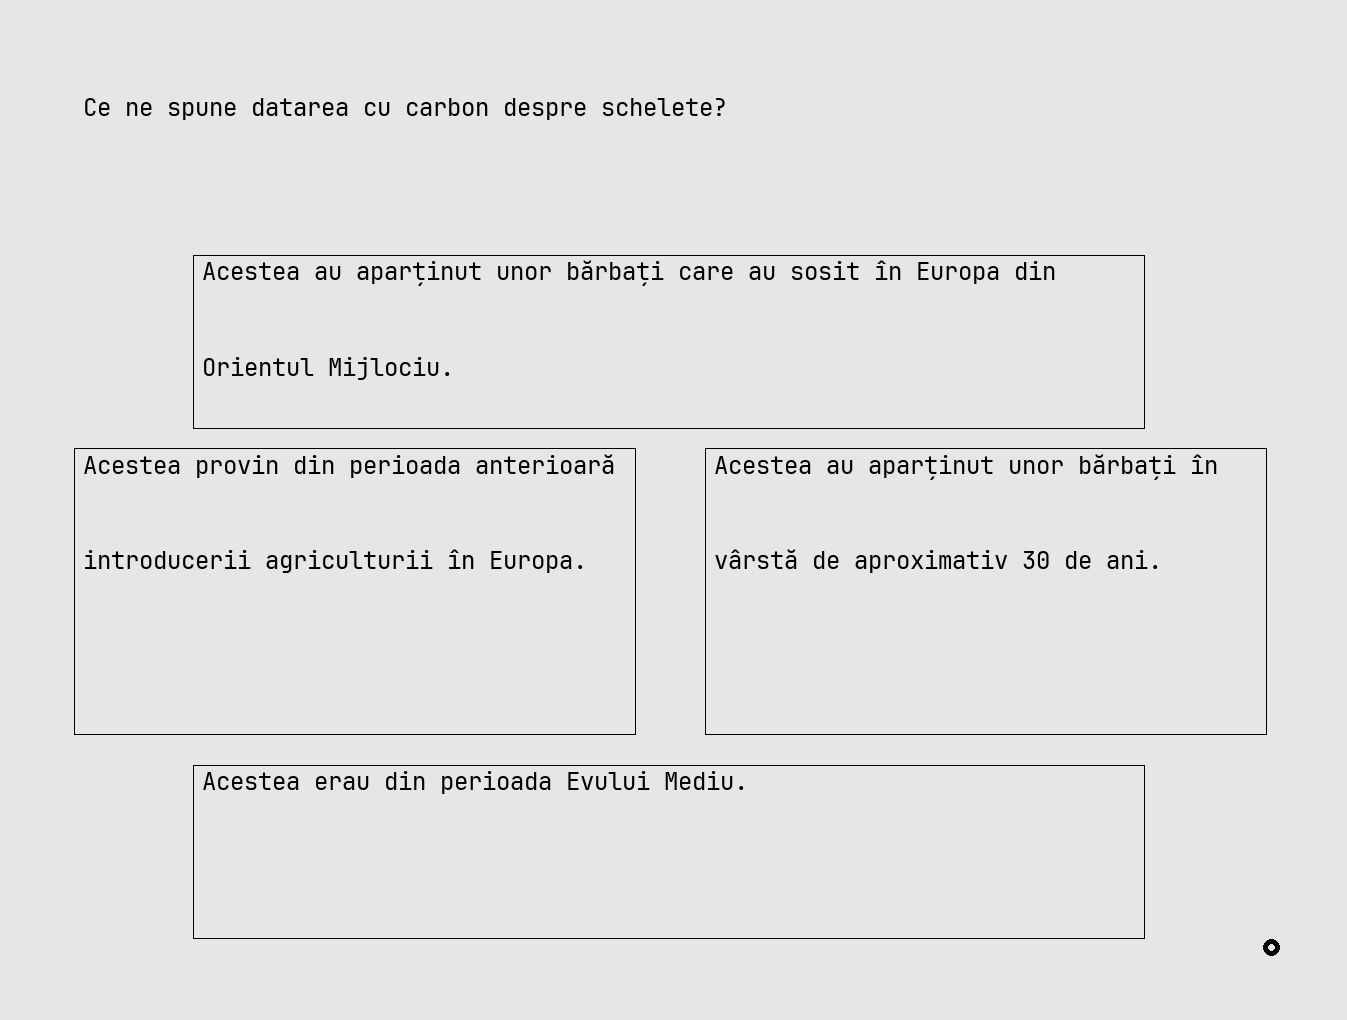 Ce ne spune datarea cu carbon despre schelete?
Acestea au aparținut unor bărbați care au sosit în Europa din
Orientul Mijlociu.
Acestea provin din perioada anterioară
introducerii agriculturii în Europa.
Acestea au aparținut unor bărbați în
vârstă de aproximativ 30 de ani.
Acestea erau din perioada Evului Mediu.